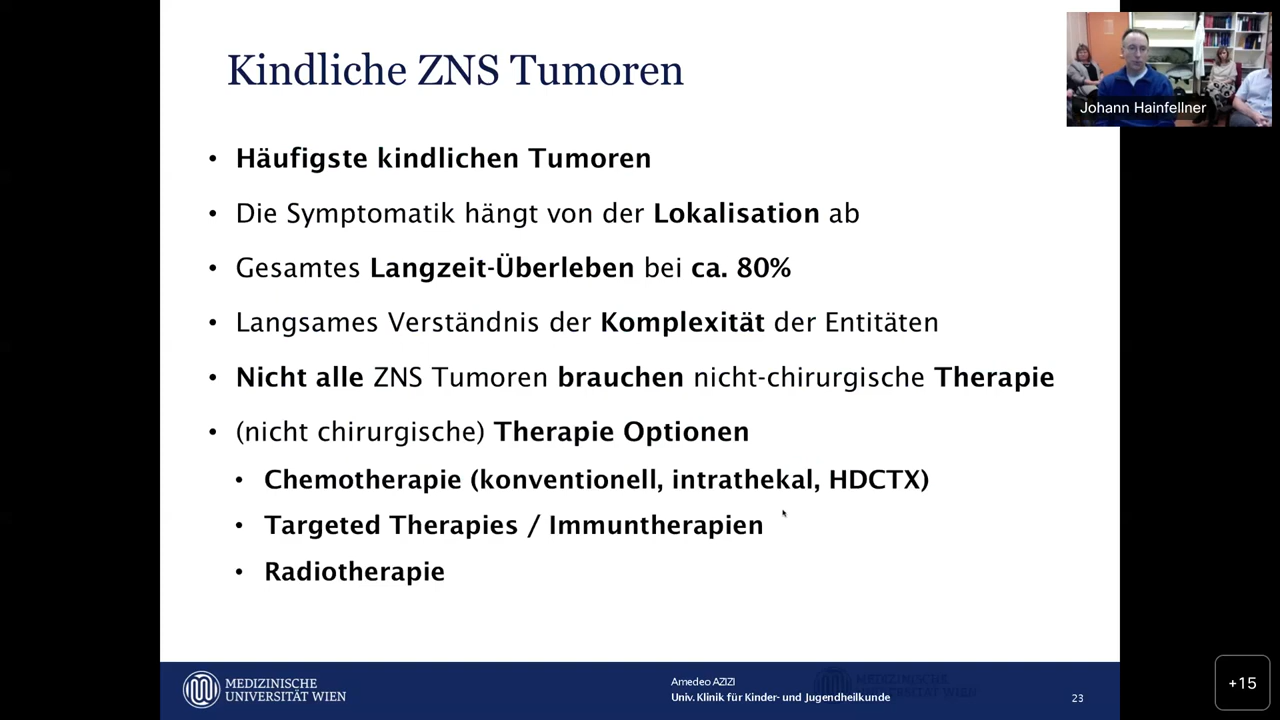 Kindliche ZNS Tumoren
Johann Hainfellner
• Häufigste kindlichen Tumoren
• Die Symptomatik hängt von der Lokalisation ab
• Gesamtes Langzeit-Überleben bei ca. 80%
• Langsames Verständnis der Komplexität der Entitäten
• Nicht alle ZNS Tumoren brauchen nicht-chirurgische Therapie
• (nicht chirurgische) Therapie Optionen
• Chemotherapie (konventionell, intrathekal, HDCTX)
• Targeted Therapies / Immuntherapien
• Radiotherapie
MEDIZINISCHE
UNIVERSITÄT WIEN
Amedeo AZIZI
Univ. Klinik für Kinder- und Jugendheilkunde
23
+15